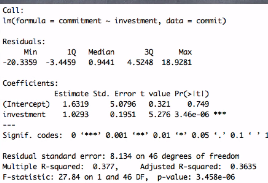 Call:
lm(formula = commitment ~ investment, data = commit)
Residuals:
Min 1Q Median 3Q Max
-20.3359 -3.4459 0.9441 4.5248 18.9281
Coefficients:
Estimate Std. Error t value Pr(>|t|)
(Intercept) 1.6319 5.0796 0.321 0.749
investment 1.0293 0.1951 5.276 3.46e-06 ***
---
Signif. codes: 0 '***' 0.001 '**' 0.01 '*' 0.05 '.' 0.1 ' ' 1
Residual standard error: 8.134 on 46 degrees of freedom
Multiple R-squared: 0.377, Adjusted R-squared: 0.3635
F-statistic: 27.84 on 1 and 46 DF, p-value: 3.458e-06